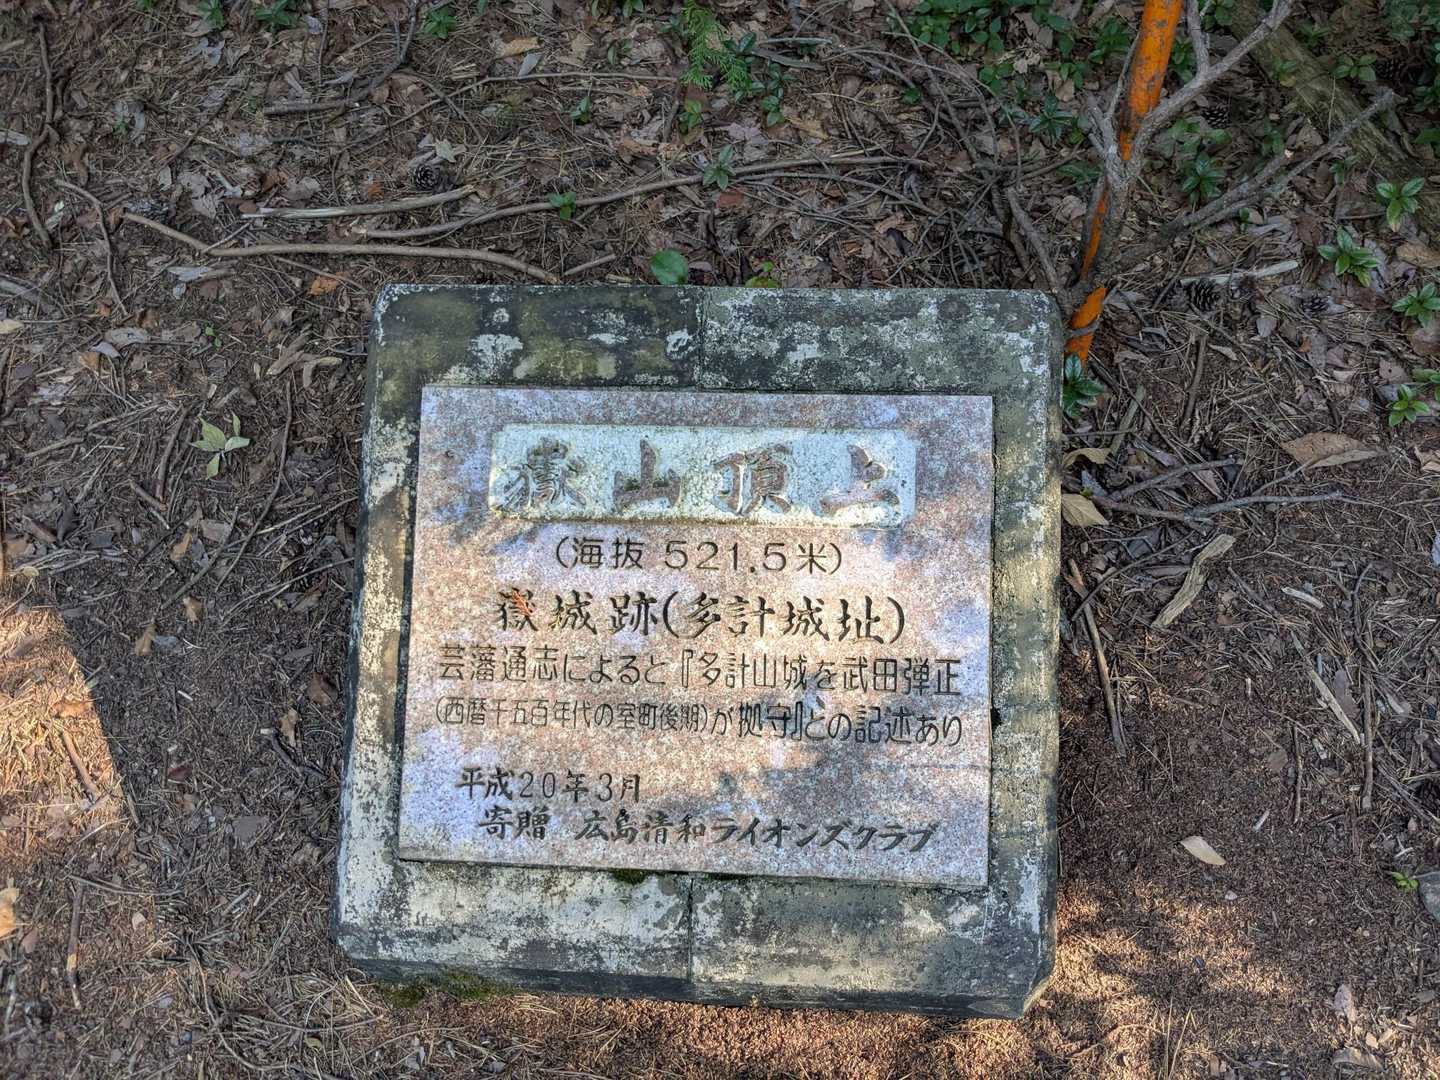 嶽山頂上
(海抜 521.5米)
嶽城跡(多計城址)
芸藩通志によると『多計山城を武田弾正
(西暦千五百年代の室町後期)が拠守』との記述あり
平成20年3月
寄贈 広島清和ライオンズクラブ